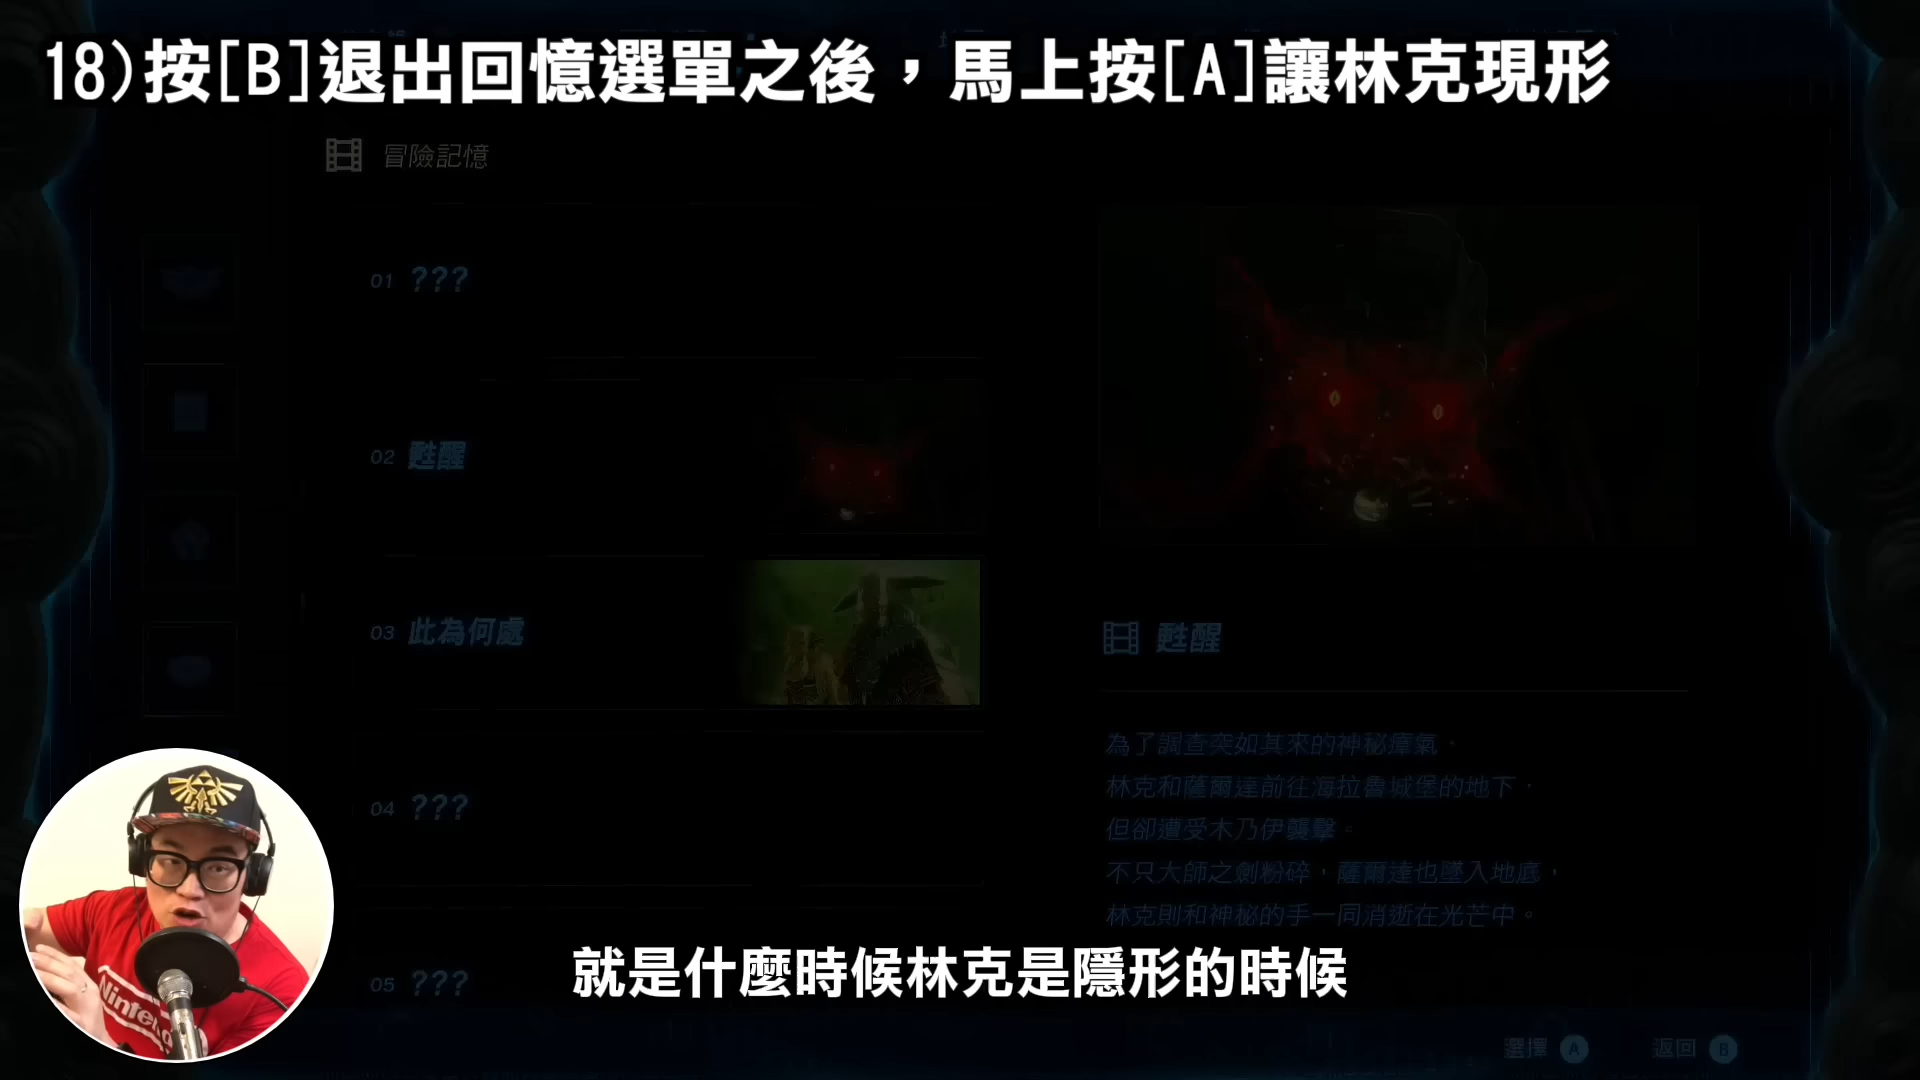 18)按[B]退出回憶選單之後，馬上按[A]讓林克現形
冒險記憶
01 ???
02 甦醒
03 此為何處
04 ???
05 ???
甦醒
為了調查突如其來的神秘瘴氣，
林克和薩爾達前往海拉魯城堡的地下，
但卻遭受木乃伊襲擊。
不只大師之劍粉碎，薩爾達也墜入地底，
林克則和神秘的手一同消逝在光芒中。
就是什麼時候林克是隱形的時候
選擇 A 返回 B